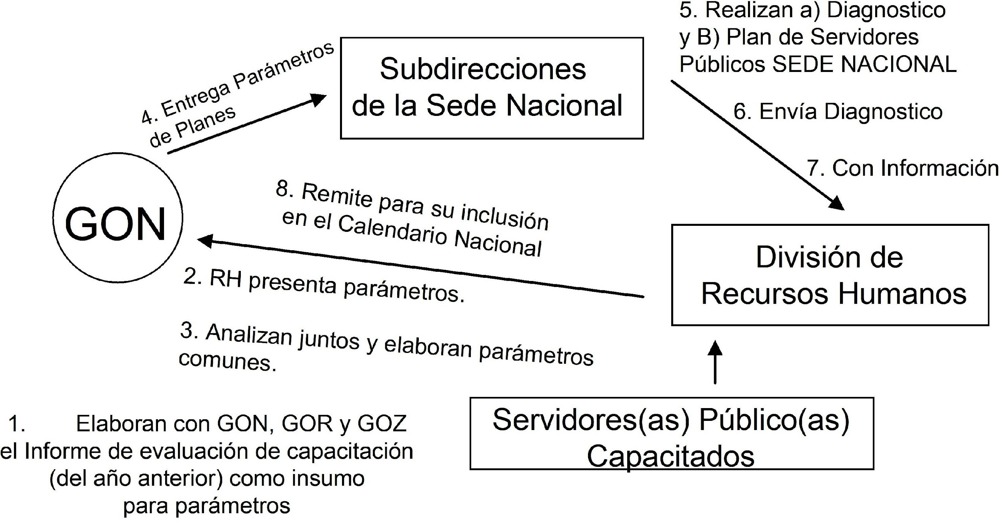 5. Realizan a) Diagnostico
y B) Plan de Servidores
Públicos SEDE NACIONAL
4. Entrega Parámetros
de Planes
Subdirecciones
de la Sede Nacional
6. Envía Diagnostico
7. Con Información
GON
8. Remite para su inclusión
en el Calendario Nacional
2. RH presenta parámetros.
División de
Recursos Humanos
3. Analizan juntos y elaboran parámetros
comunes.
Servidores(as) Público(as)
Capacitados
1. Elaboran con GON, GOR y GOZ
el Informe de evaluación de capacitación
(del año anterior) como insumo
para parámetros